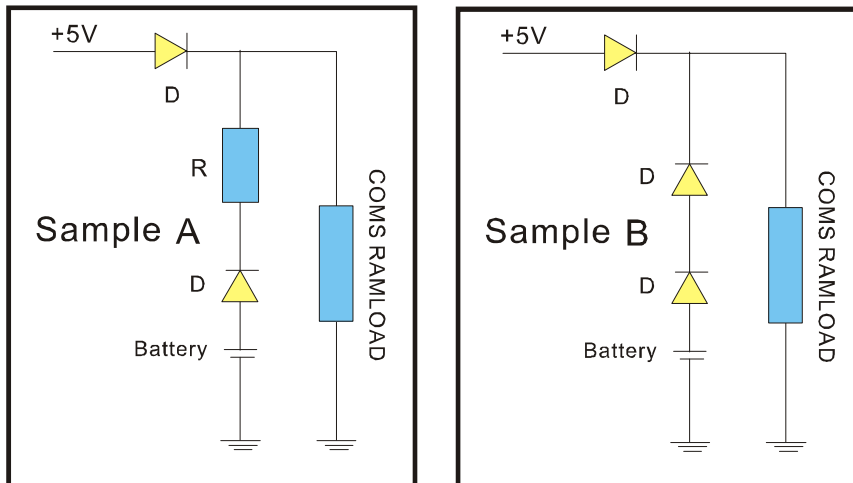 +5V
D
R
Sample A
D
Battery
COMS RAMLOAD
+5V
D
D
Sample B
D
Battery
COMS RAMLOAD